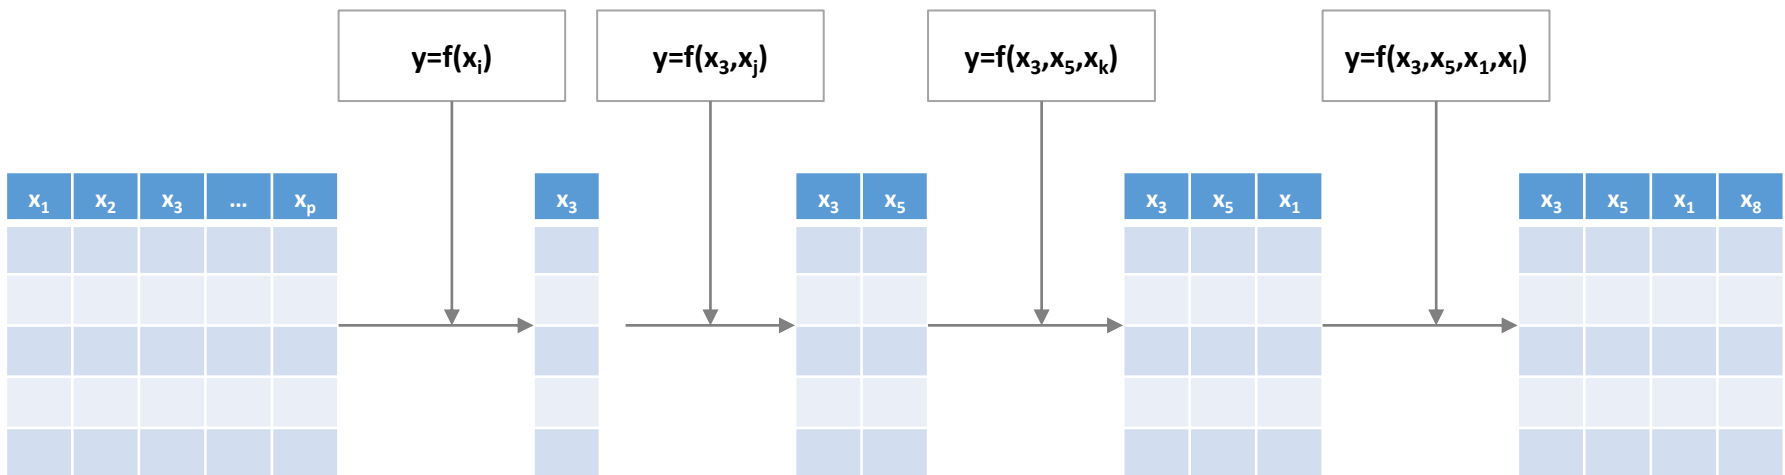 y=f(xᵢ)
y=f(x₃,xⱼ)
y=f(x₃,x₅,xₖ)
y=f(x₃,x₅,x₁,xₗ)
x₁ x₂ x₃ ... xₚ
x₃
x₃ x₅
x₃ x₅ x₁
x₃ x₅ x₁ x₈